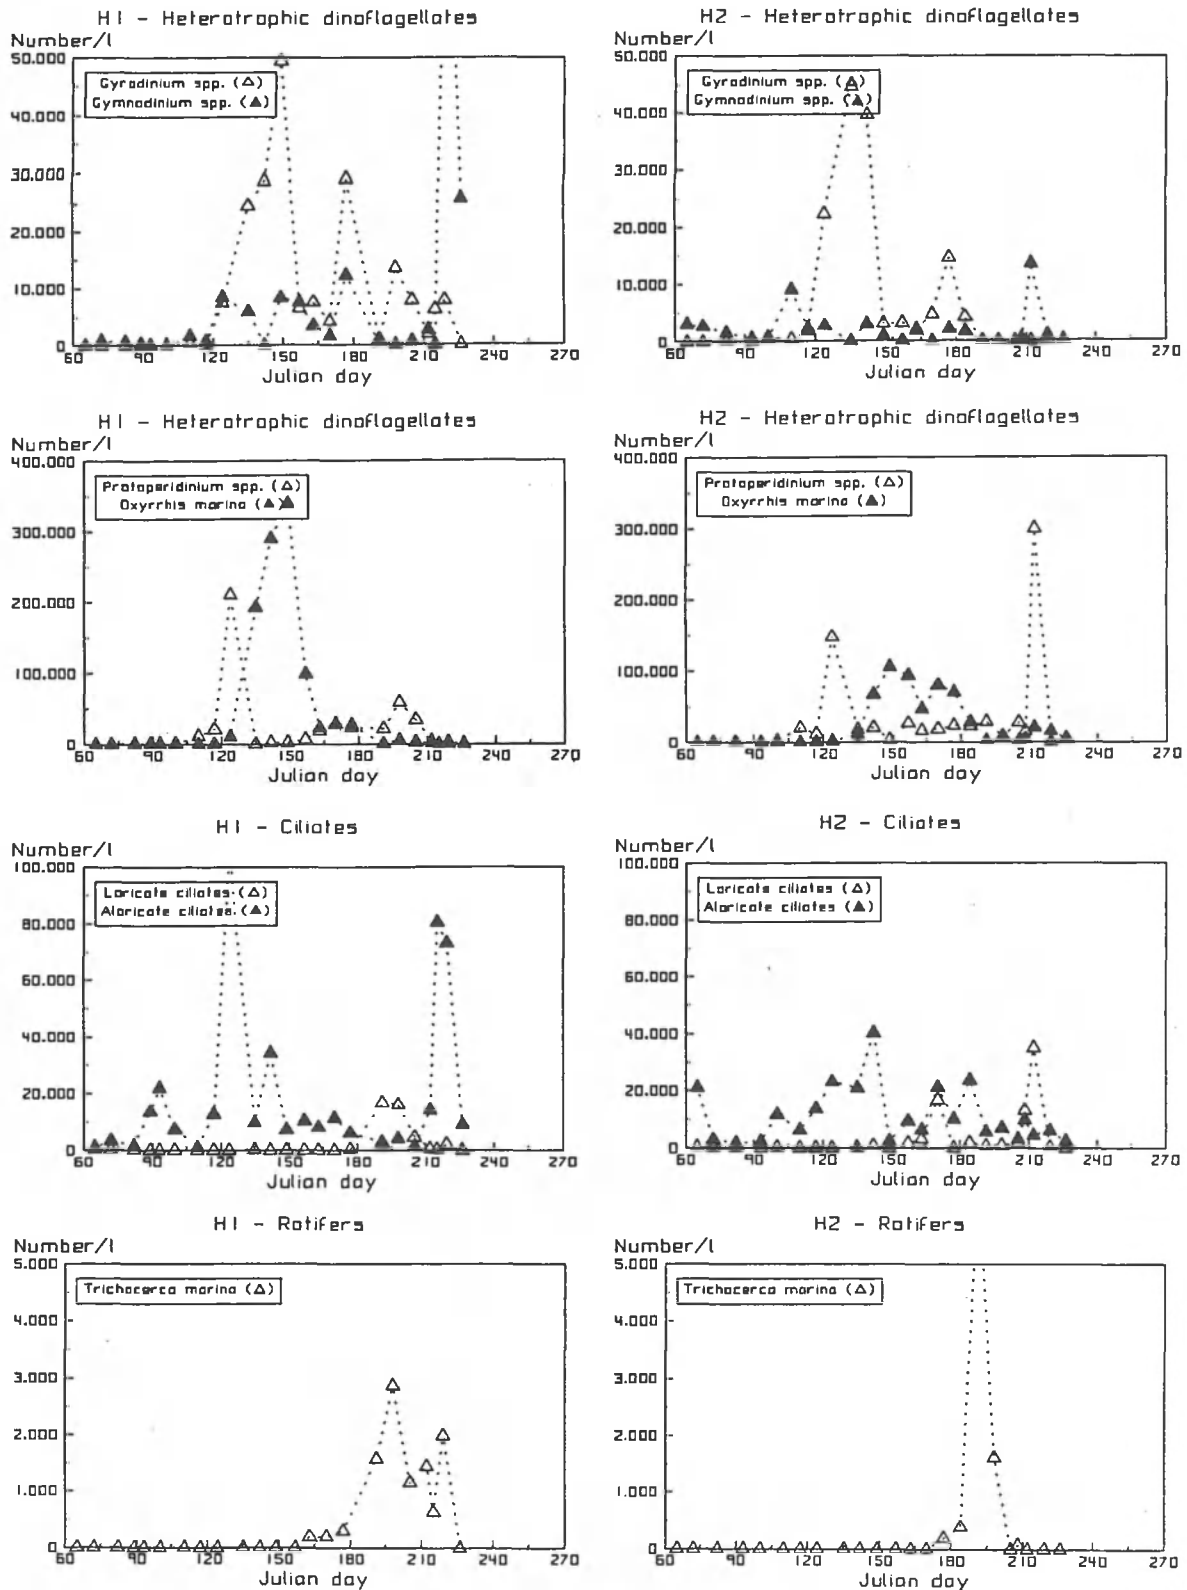 H1 - Heterotrophic dinoflagellates
Number/l
50.000
40.000
30.000
20.000
10.000
0
Gyrodinium spp. (△)
Gymnodinium spp. (▲)
60 90 120 150 180 210 240 270
Julian day
H2 - Heterotrophic dinoflagellates
Number/l
50.000
40.000
30.000
20.000
10.000
0
Gyrodinium spp. (△)
Gymnodinium spp. (▲)
60 90 120 150 180 210 240 270
Julian day
H1 - Heterotrophic dinoflagellates
Number/l
400.000
300.000
200.000
100.000
0
Protoperidinium spp. (△)
Oxyrrhis marina (▲)
60 90 120 150 180 210 240 270
Julian day
H2 - Heterotrophic dinoflagellates
Number/l
400.000
300.000
200.000
100.000
0
Protoperidinium spp. (△)
Oxyrrhis marina (▲)
60 90 120 150 180 210 240 270
Julian day
H1 - Ciliates
Number/l
100.000
80.000
60.000
40.000
20.000
0
Loricate ciliates (△)
Aloricate ciliates (▲)
60 90 120 150 180 210 240 270
Julian day
H2 - Ciliates
Number/l
100.000
80.000
60.000
40.000
20.000
0
Loricate ciliates (△)
Aloricate ciliates (▲)
60 90 120 150 180 210 240 270
Julian day
H1 - Rotifers
Number/l
5.000
4.000
3.000
2.000
1.000
0
Trichocerca marina (△)
60 90 120 150 180 210 240 270
Julian day
H2 - Rotifers
Number/l
5.000
4.000
3.000
2.000
1.000
0
Trichocerca marina (△)
60 90 120 150 180 210 240 270
Julian day